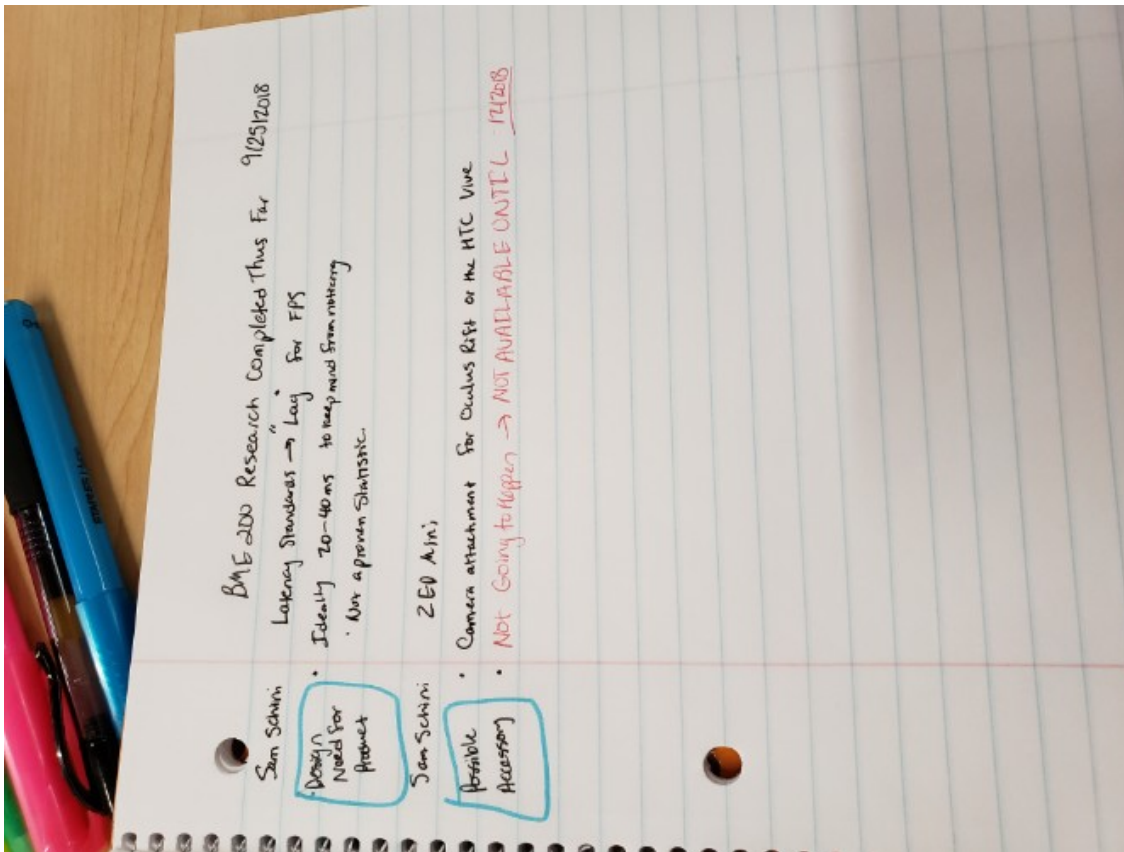 BME 200 Research Completed Thus Far 9/25/2018
Sam Schirvi
Latency Standards → "Lag" for FPS
Design
Need for
Product
• Ideally 20-40ms to keep mind from noticing
· Not a proven statistic.
Sam Schirvi
ZED Mini
Possible
Accessory
• Camera attachment for Oculus Rift or the HTC Vive
• Not Going to Happen → NOT AVAILABLE UNTIL : 12/2018